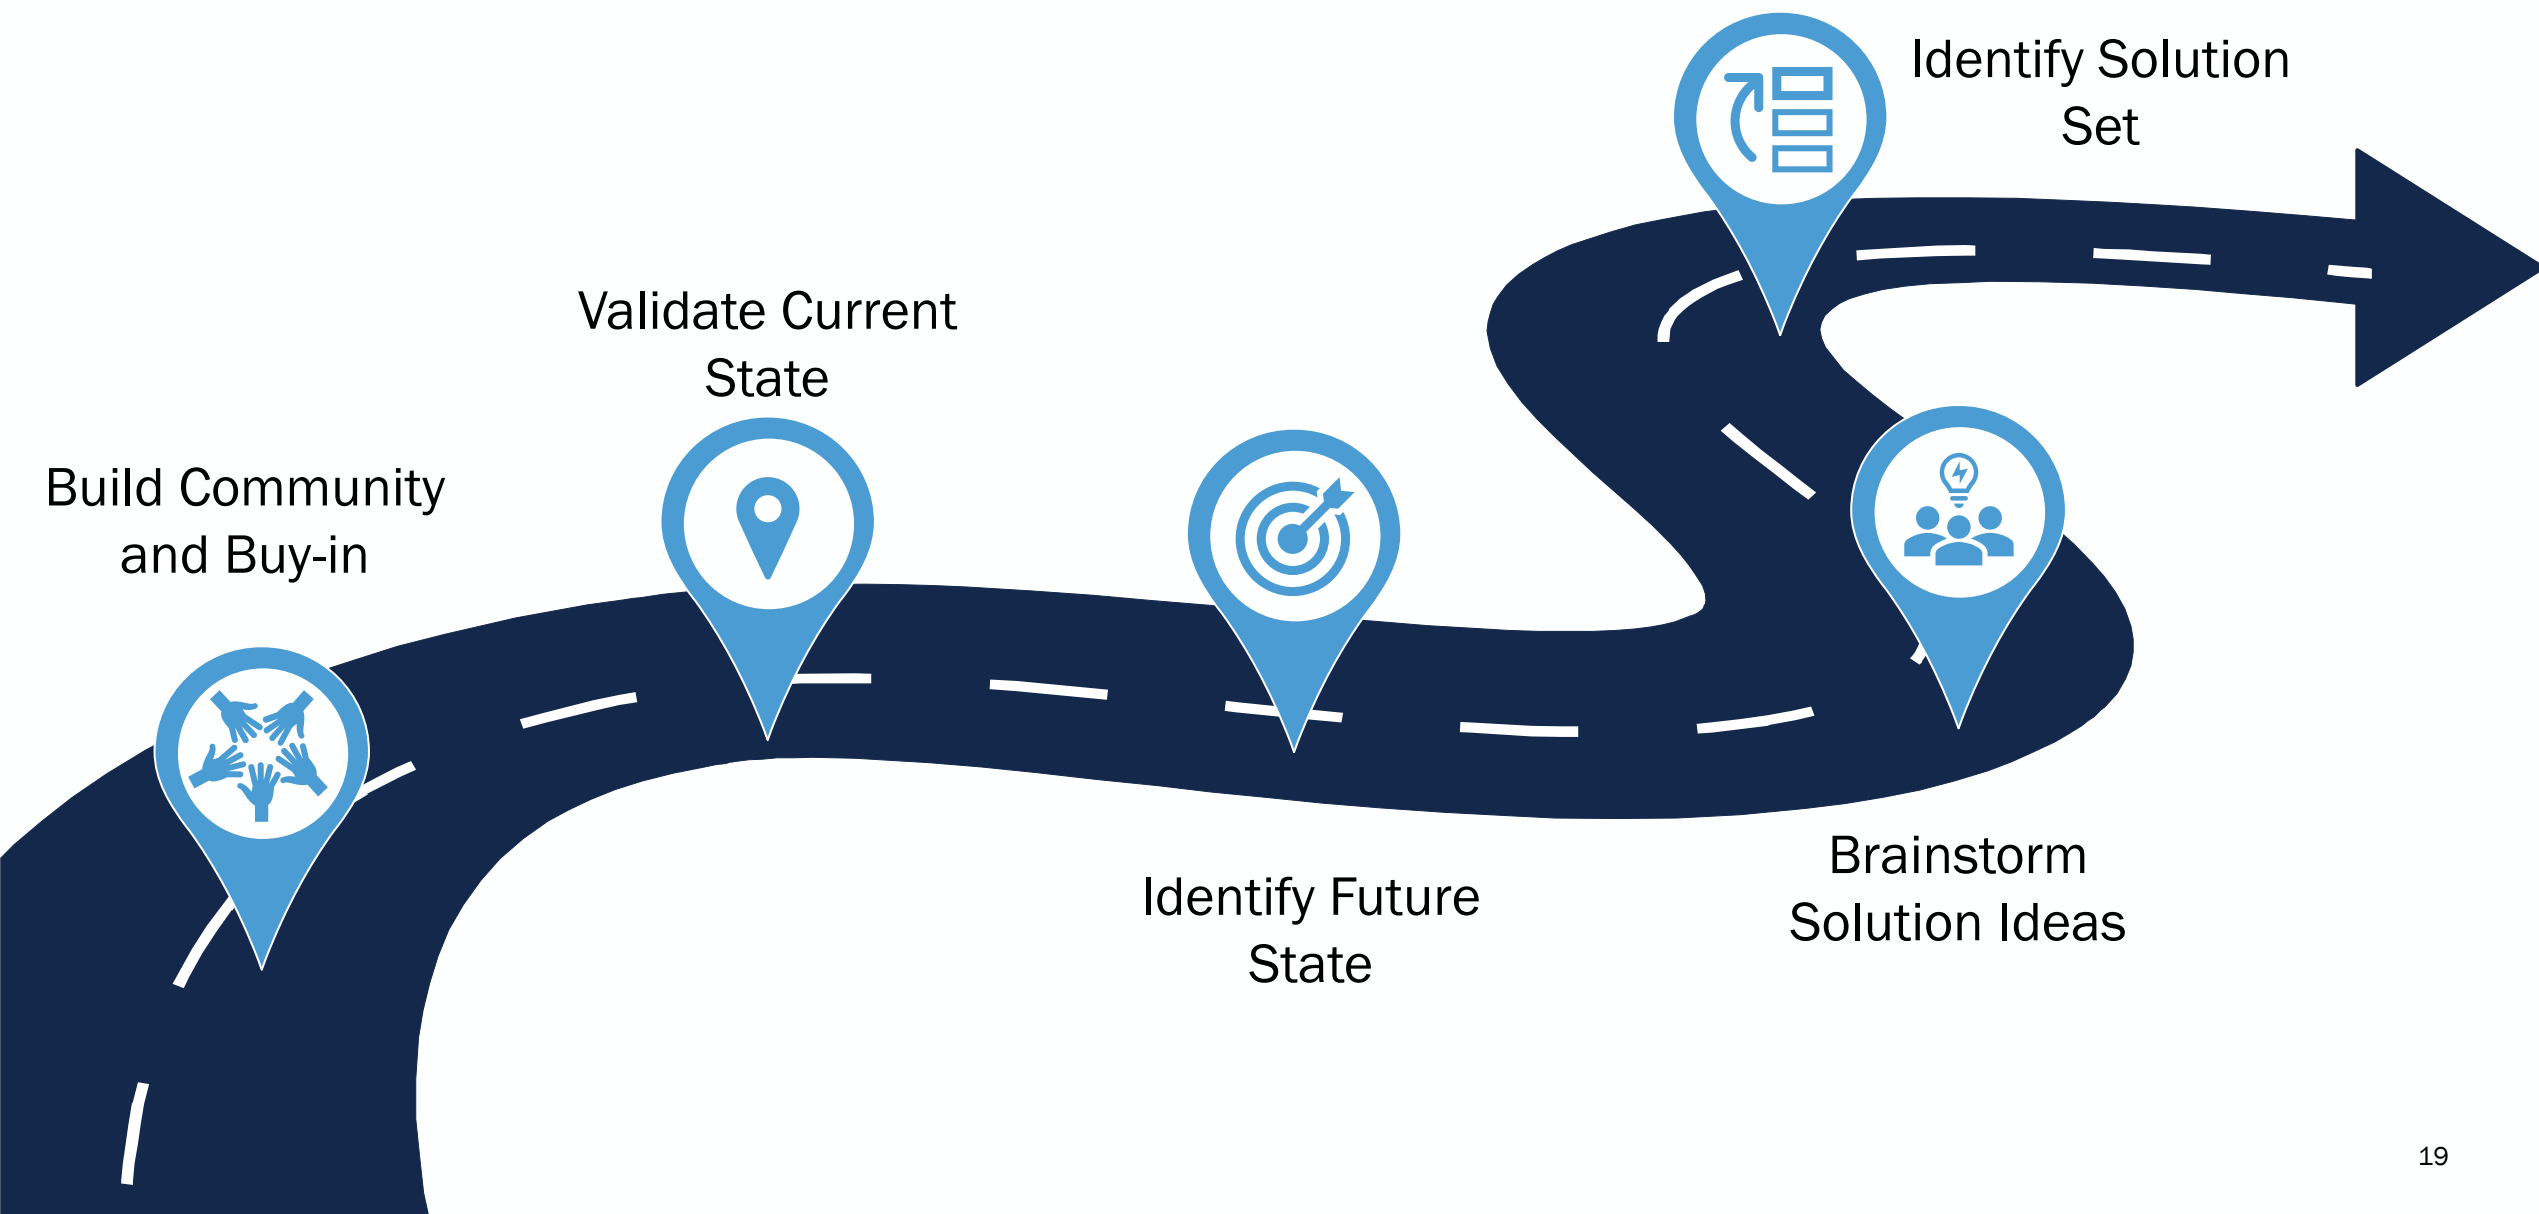 Build Community
and Buy-in
Validate Current
State
Identify Future
State
Brainstorm
Solution Ideas
Identify Solution
Set
19